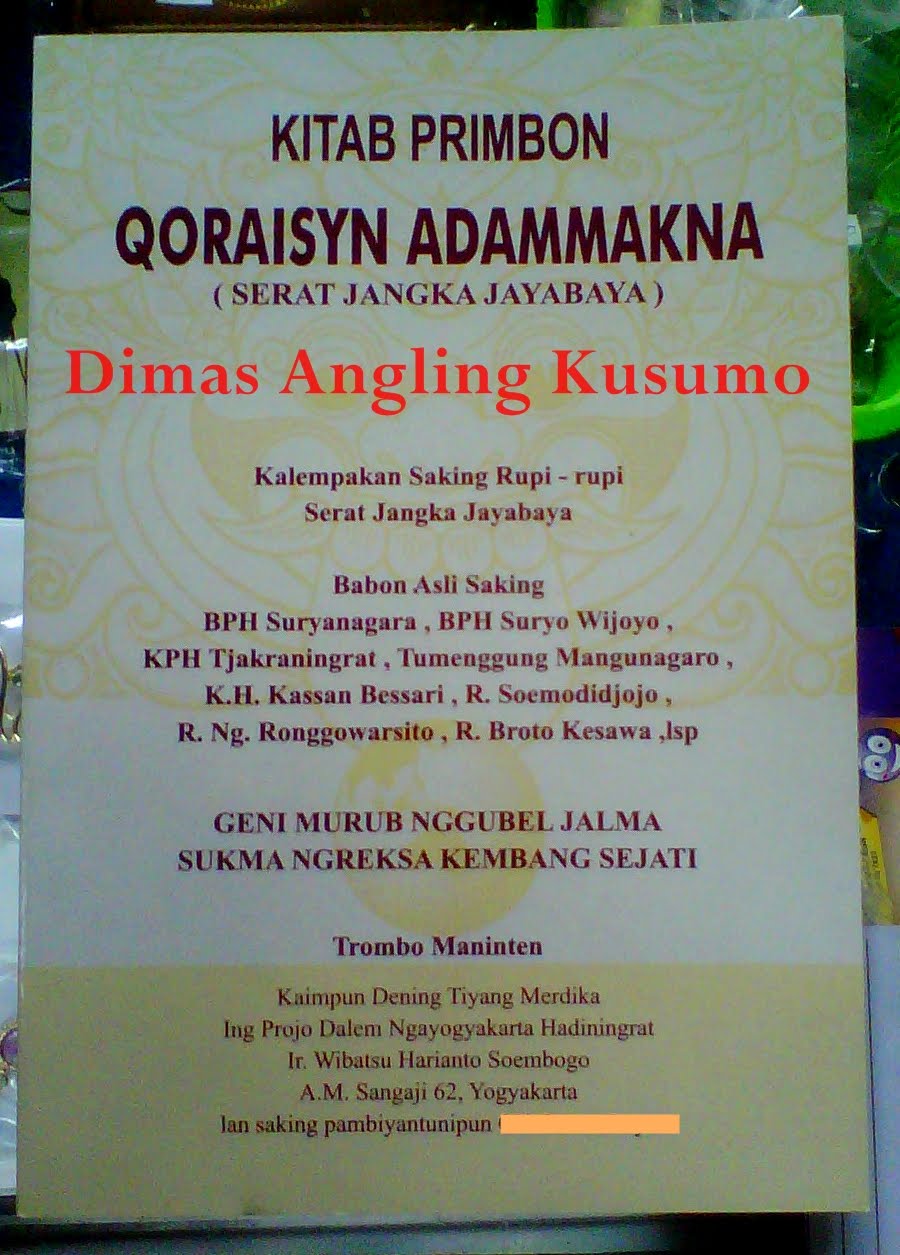 KITAB PRIMBON
QORAISYN ADAMMAKNA
( SERAT JANGKA JAYABAYA )
Dimas Angling Kusumo
Kalempakan Saking Rupi - rupi
Serat Jangka Jayabaya
Babon Asli Saking
BPH Suryanagara , BPH Suryo Wijoyo ,
KPH Tjakraningrat , Tumenggung Mangunagaro ,
K.H. Kassan Bessari , R. Soemodidjojo ,
R. Ng. Ronggowarsito , R. Broto Kesawa ,lsp
GENI MURUB NGGUBEL JALMA
SUKMA NGREKSA KEMBANG SEJATI
Trombo Maninten
Kaimpun Dening Tiyang Merdika
Ing Projo Dalem Ngayogyakarta Hadiningrat
Ir. Wibatsu Harianto Soembogo
A.M. Sangaji 62, Yogyakarta
lan saking pambiyantunipun